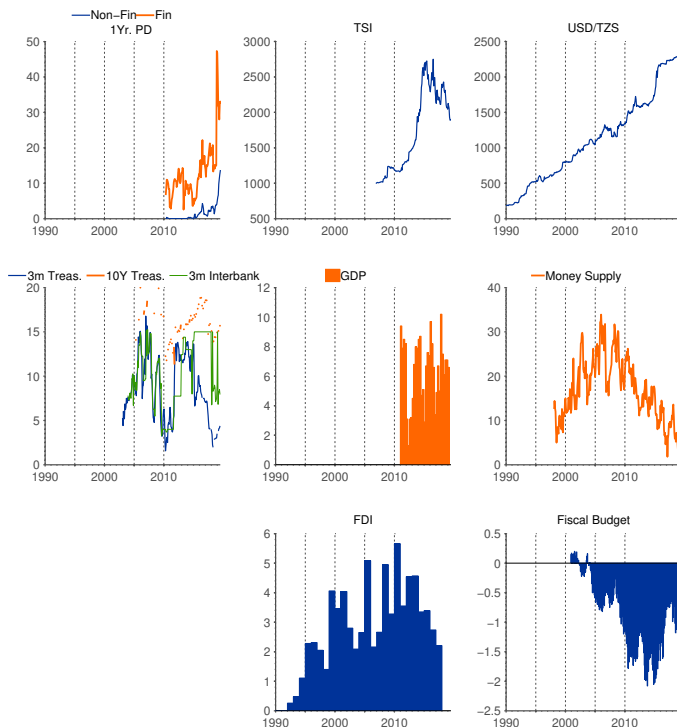 Non−Fin Fin
1Yr. PD TSI USD/TZS
50 3000 2500
40 2500 2000
30 2000 1500
20 1500 1000
10 1000 500
0 500 0
1990 2000 2010 1990 2000 2010 1990 2000 2010
3m Treas. 10Y Treas. 3m Interbank GDP Money Supply
20 12 40
15 10 30
10 8 20
5 6 10
0 4 0
2
0
1990 2000 2010 1990 2000 2010 1990 2000 2010
FDI Fiscal Budget
6 0.5
5 0
4 −0.5
3 −1
2 −1.5
1 −2
0 −2.5
1990 2000 2010 1990 2000 2010